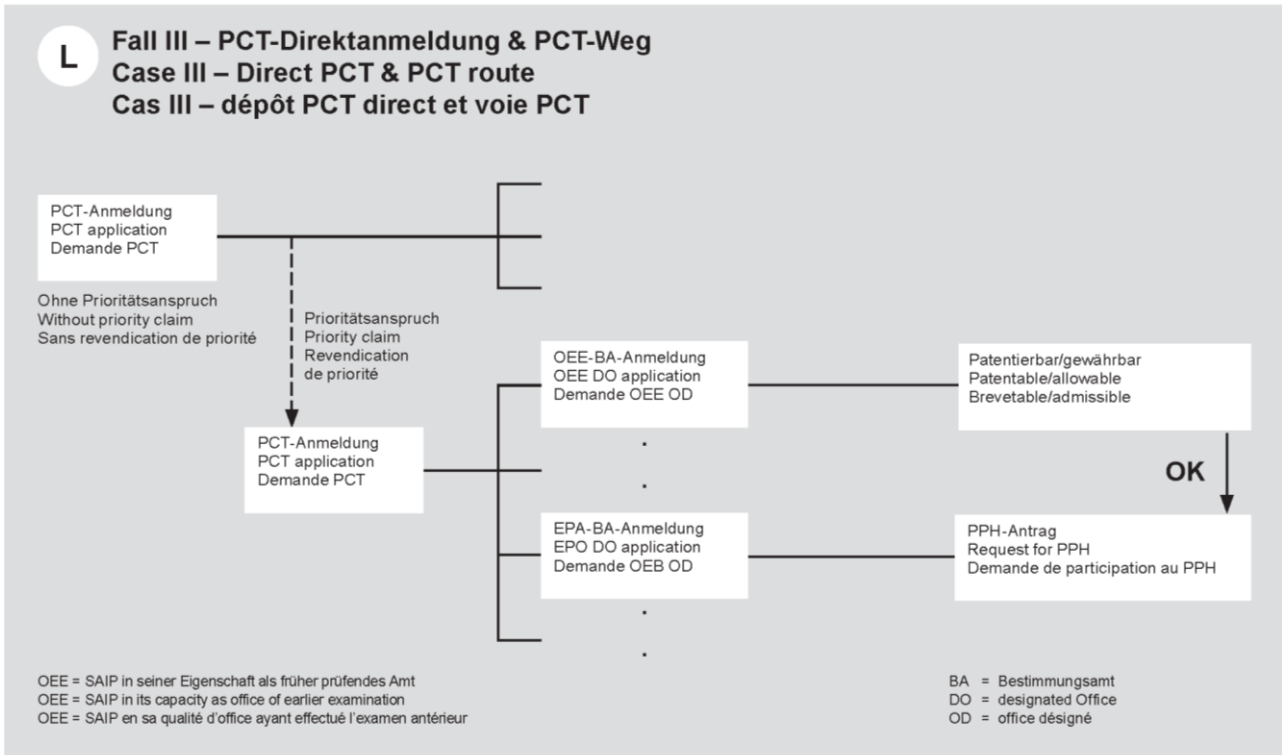 L
Fall III – PCT-Direktanmeldung & PCT-Weg
Case III – Direct PCT & PCT route
Cas III – dépôt PCT direct et voie PCT
PCT-Anmeldung
PCT application
Demande PCT
Ohne Prioritätsanspruch
Without priority claim
Sans revendication de priorité
Prioritätsanspruch
Priority claim
Revendication
de priorité
PCT-Anmeldung
PCT application
Demande PCT
OEE-BA-Anmeldung
OEE DO application
Demande OEE OD
Patentierbar/gewährbar
Patentable/allowable
Brevetable/admissible
OK
EPA-BA-Anmeldung
EPO DO application
Demande OEB OD
PPH-Antrag
Request for PPH
Demande de participation au PPH
OEE = SAIP in seiner Eigenschaft als früher prüfendes Amt
OEE = SAIP in its capacity as office of earlier examination
OEE = SAIP en sa qualité d'office ayant effectué l'examen antérieur
BA = Bestimmungsamt
DO = designated Office
OD = office désigné